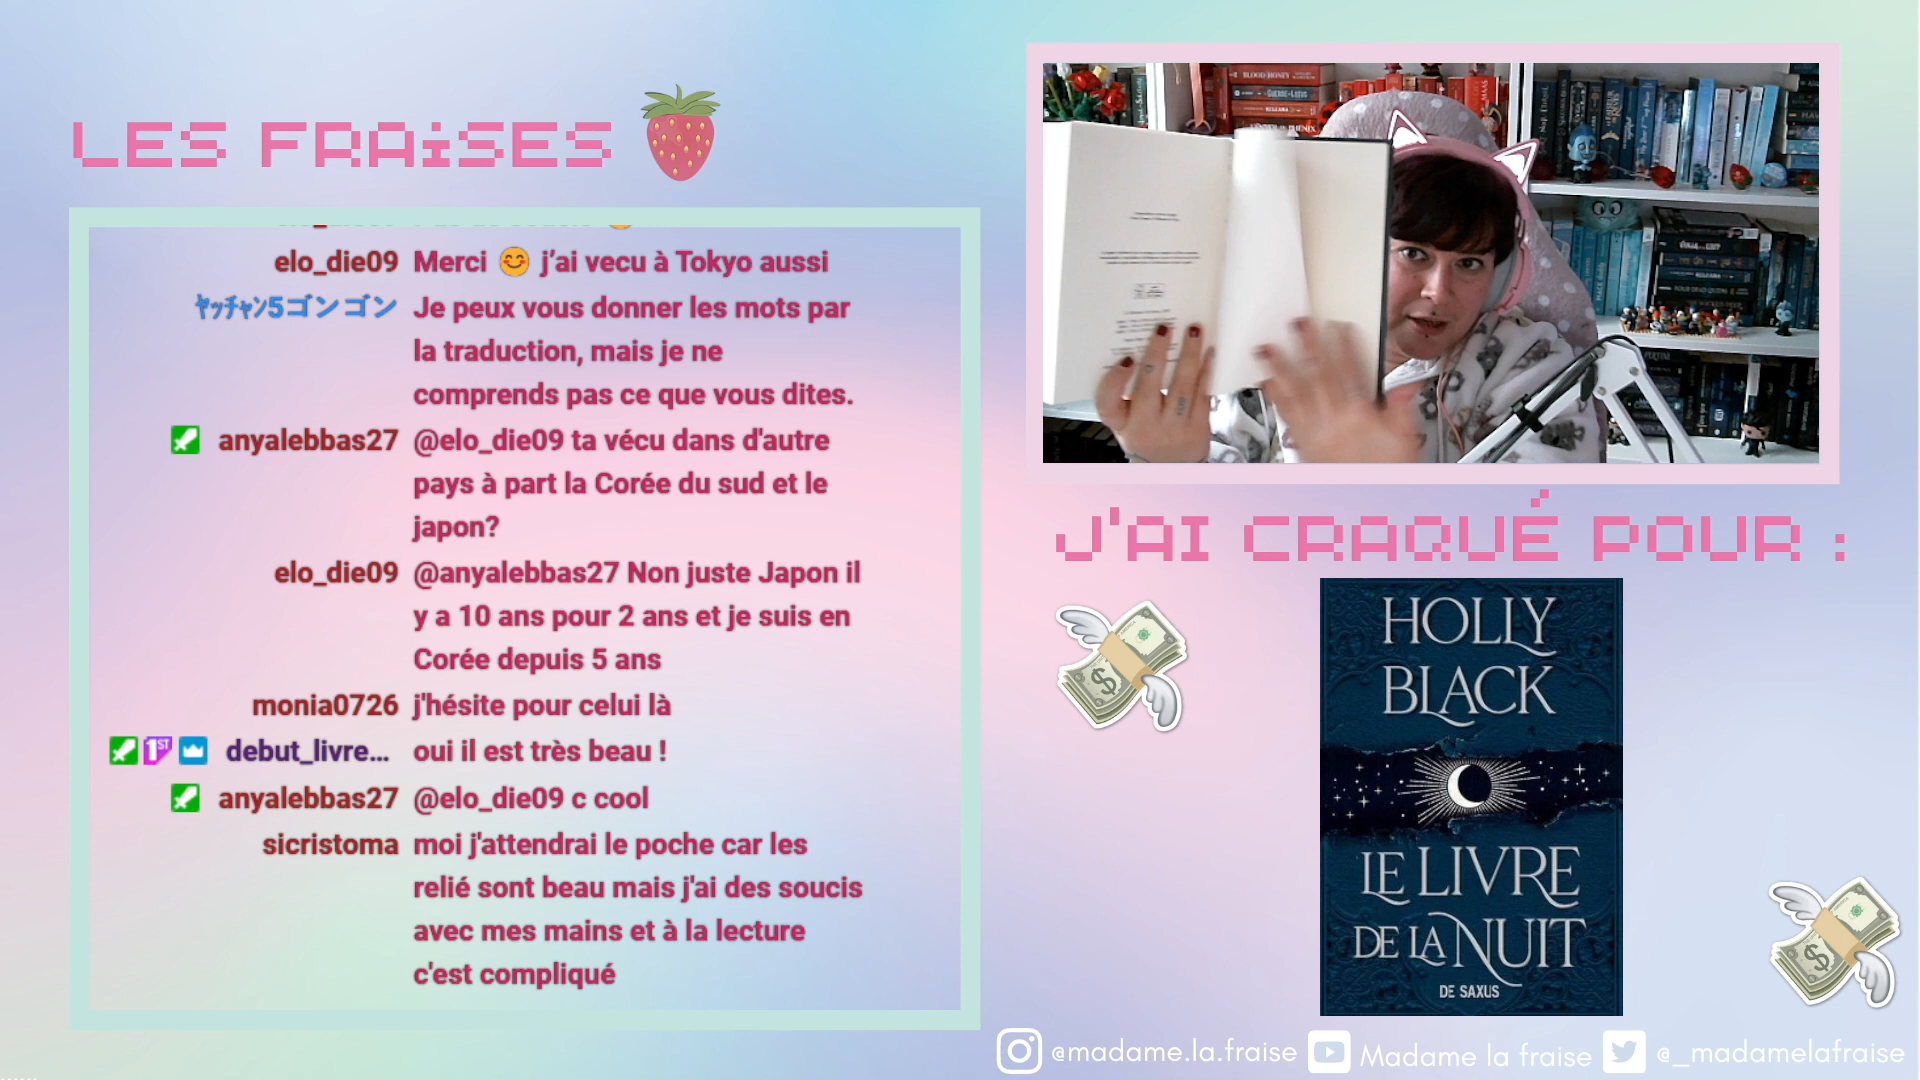 LES FRAiSES
elo_die09 Merci 😊 j'ai vecu à Tokyo aussi
ﾔｯﾁｬﾝ5ゴン ゴン Je peux vous donner les mots par
la traduction, mais je ne
comprends pas ce que vous dites.
anyalebbas27 @elo_die09 ta vécu dans d'autre
pays à part la Corée du sud et le
japon?
elo_die09 @anyalebbas27 Non juste Japon il
y a 10 ans pour 2 ans et je suis en
Corée depuis 5 ans
monia0726 j'hésite pour celui là
1ST debut_livre... oui il est très beau !
anyalebbas27 @elo_die09 c cool
sicristoma moi j'attendrai le poche car les
relié sont beau mais j'ai des soucis
avec mes mains et à la lecture
c'est compliqué
BLOOD HONEY
KELEANA
J'AI CRAQUÉ POUR :
HOLLY
BLACK
LE LIVRE
DE LA NUIT
DE SAXUS
@madame.la.fraise
Madame la fraise
@_madamelafraise